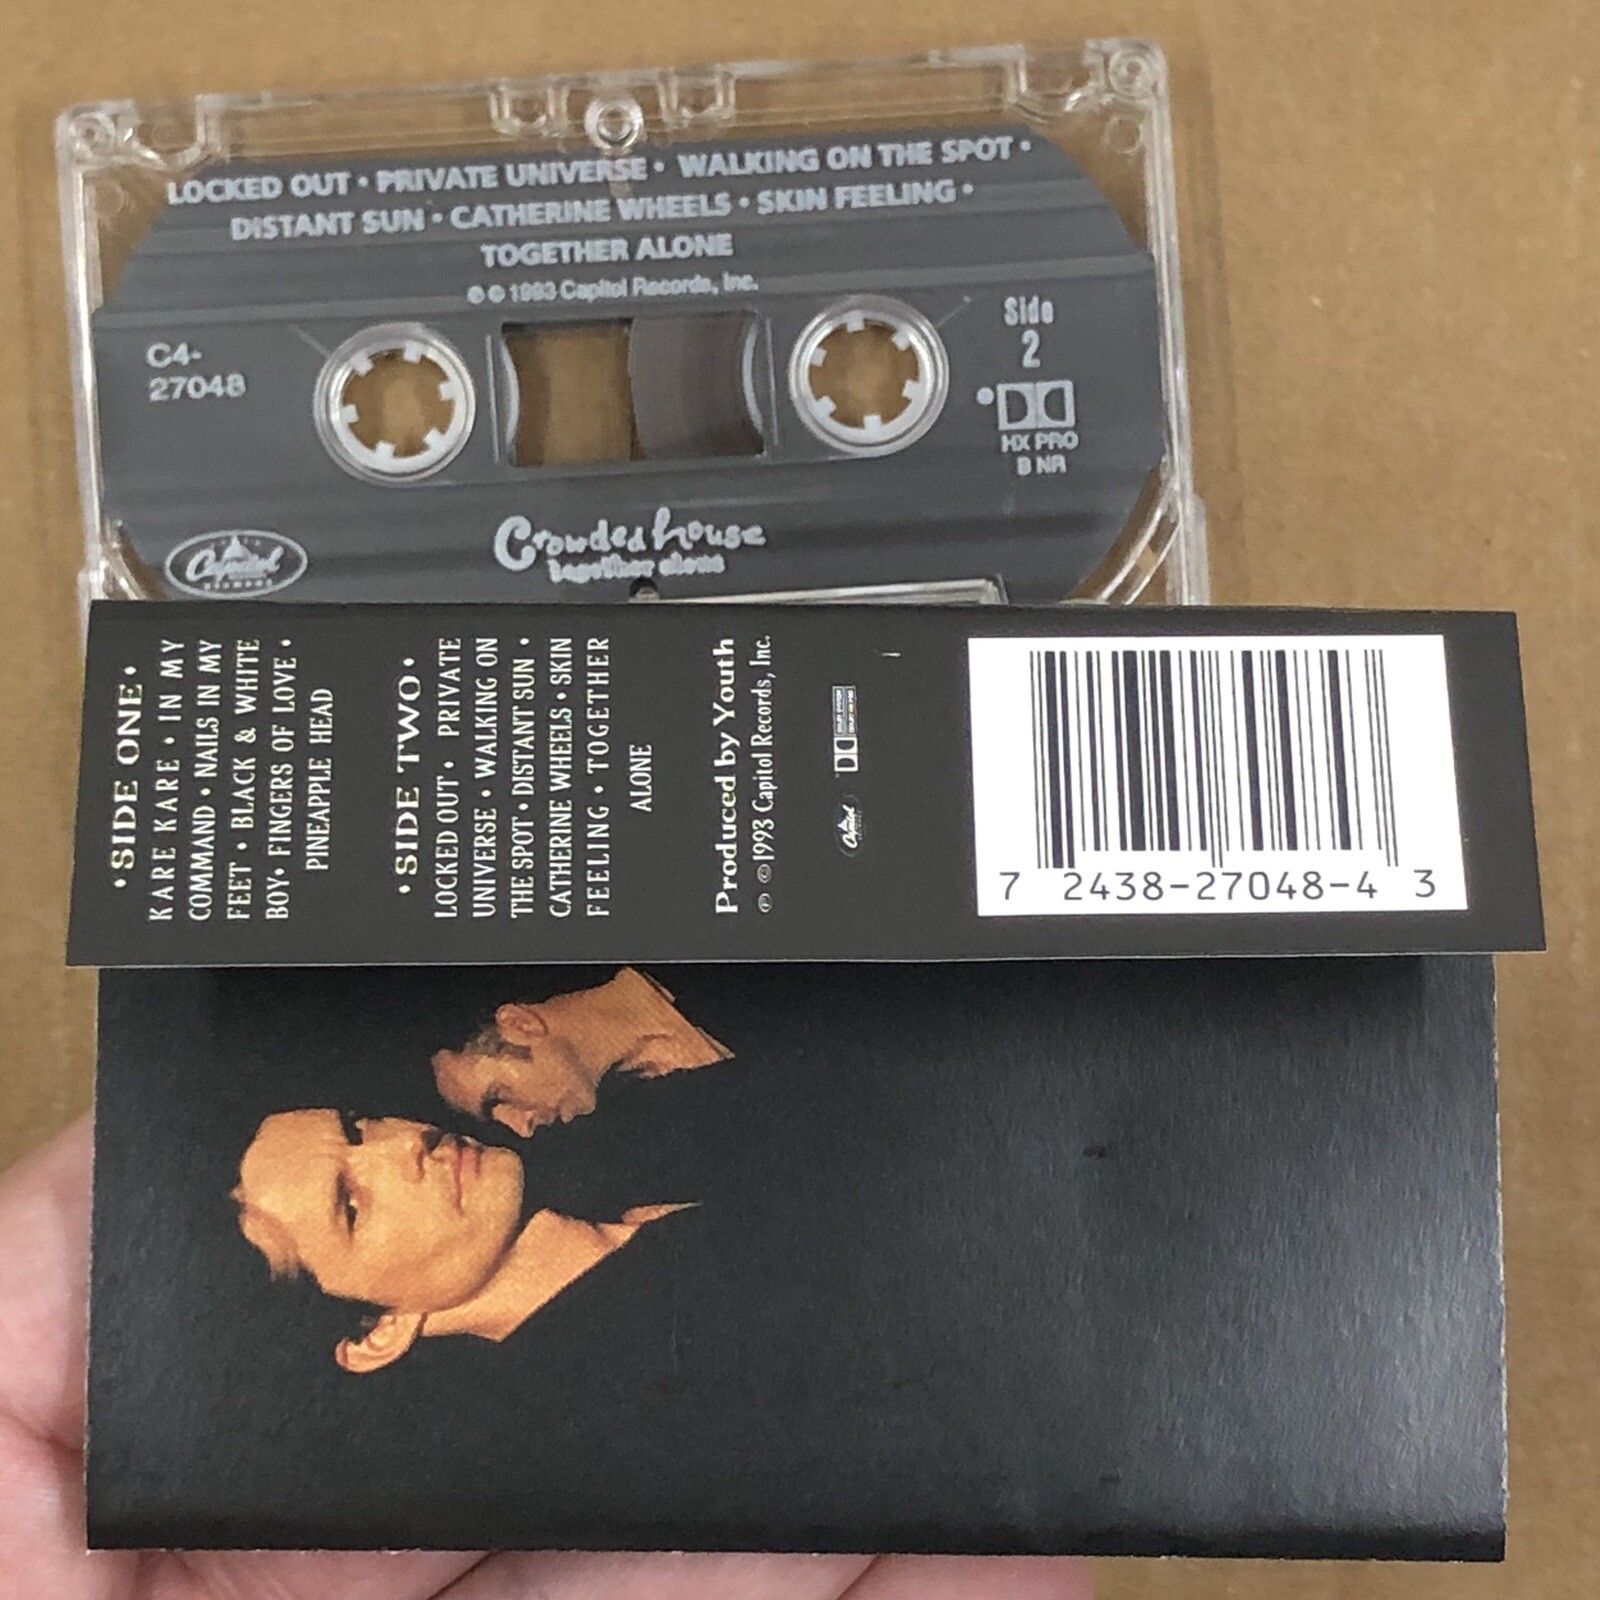 LOCKED OUT • PRIVATE UNIVERSE • WALKING ON THE SPOT •
DISTANT SUN • CATHERINE WHEELS • SKIN FEELING •
TOGETHER ALONE
℗ © 1993 Capitol Records, Inc.
C4-
27048
Side
2
HX PRO
B NR
Capitol
RECORDS
Crowded house
together alone
• SIDE ONE •
KARE KARE • IN MY
COMMAND • NAILS IN MY
FEET • BLACK & WHITE
BOY • FINGERS OF LOVE •
PINEAPPLE HEAD
• SIDE TWO •
LOCKED OUT • PRIVATE
UNIVERSE • WALKING ON
THE SPOT • DISTANT SUN •
CATHERINE WHEELS • SKIN
FEELING • TOGETHER
ALONE
Produced by Youth
℗ © 1993 Capitol Records, Inc.
Capitol
7 2438-27048-4 3